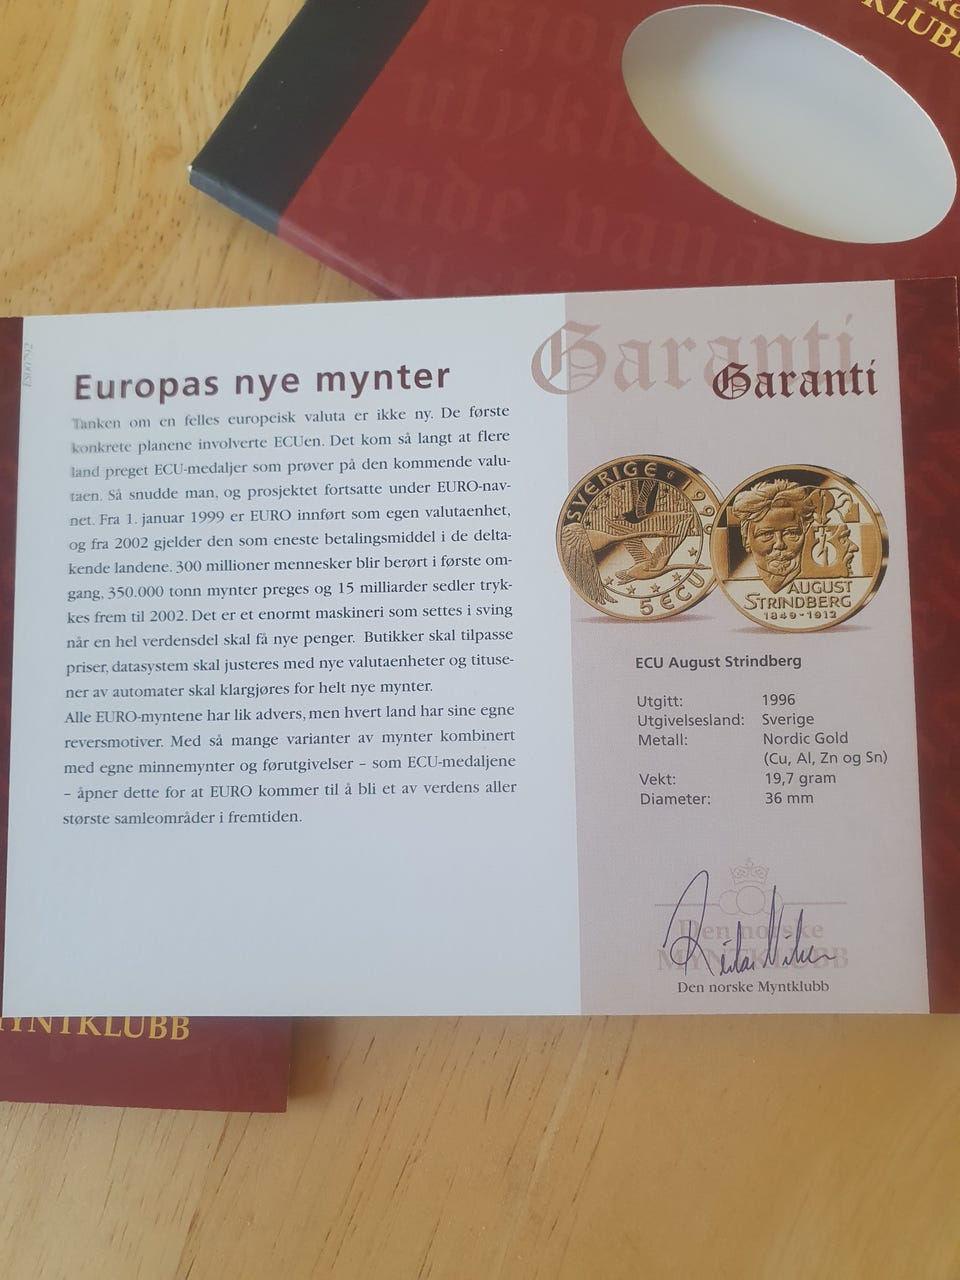 KLUBB
ES00792
Europas nye mynter
Tanken om en felles europeisk valuta er ikke ny. De første
konkrete planene involverte ECUen. Det kom så langt at flere
land preget ECU-medaljer som prøver på den kommende valu-
taen. Så snudde man, og prosjektet fortsatte under EURO-nav-
net. Fra 1. januar 1999 er EURO innført som egen valutaenhet,
og fra 2002 gjelder den som eneste betalingsmiddel i de delta-
kende landene. 300 millioner mennesker blir berørt i første om-
gang, 350.000 tonn mynter preges og 15 milliarder sedler tryk-
kes frem til 2002. Det er et enormt maskineri som settes i sving
når en hel verdensdel skal få nye penger. Butikker skal tilpasse
priser, datasystem skal justeres med nye valutaenheter og tituse-
ner av automater skal klargjøres for helt nye mynter.
Alle EURO-myntene har lik advers, men hvert land har sine egne
reversmotiver. Med så mange varianter av mynter kombinert
med egne minnemynter og førutgivelser – som ECU-medaljene
– åpner dette for at EURO kommer til å bli et av verdens aller
største samleområder i fremtiden.
Garanti
Garanti
SVERIGE € 1996
5 ECU
AUGUST
STRINDBERG
1849-1912
ECU August Strindberg
Utgitt: 1996
Utgivelsesland: Sverige
Metall: Nordic Gold
(Cu, Al, Zn og Sn)
Vekt: 19,7 gram
Diameter: 36 mm
Den norske
MYNTKLUBB
Den norske Myntklubb
MYNTKLUBB